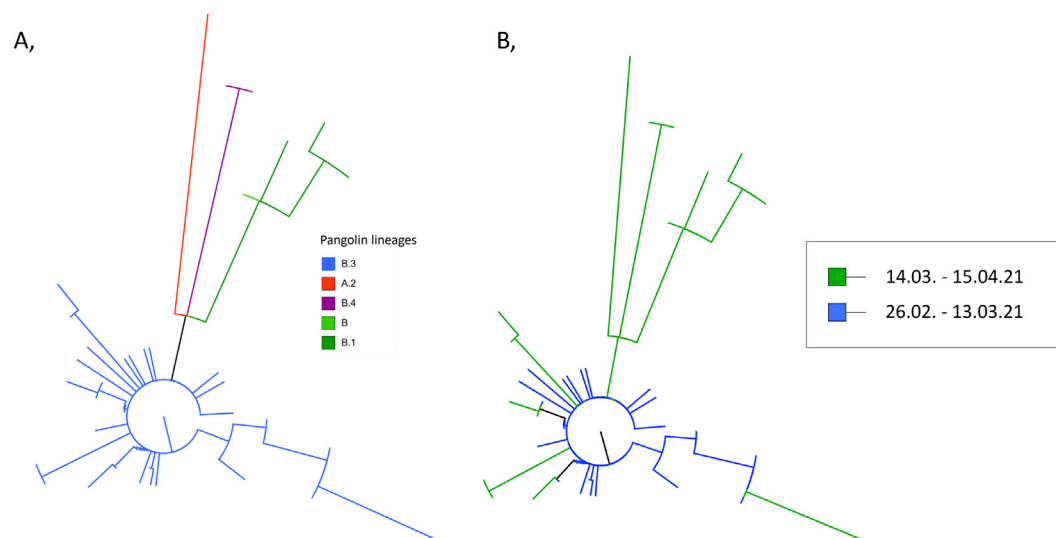 A,
B,
Pangolin lineages
B.3
A.2
B.4
B
B.1
14.03. - 15.04.21
26.02. - 13.03.21